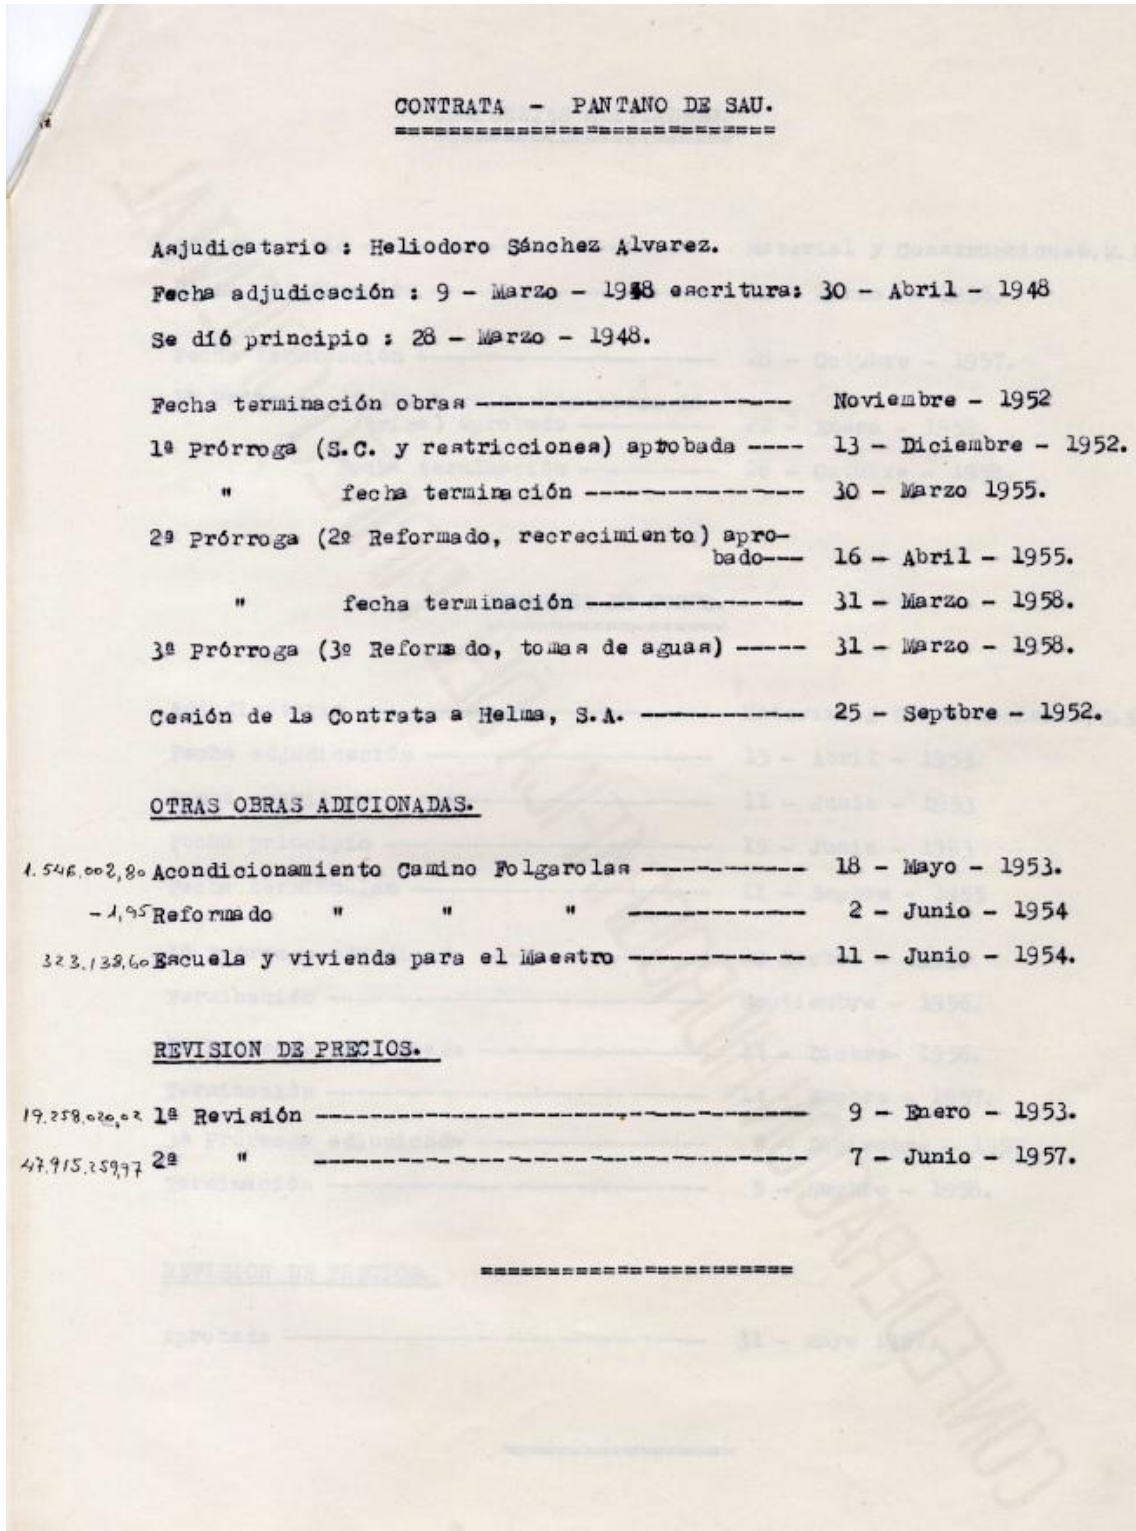 CONTRATA - PANTANO DE SAU.
Asjudicatario : Heliodoro Sánchez Alvarez.
Fecha adjudicación : 9 - Marzo - 1948 escritura: 30 - Abril - 1948
Se díó principio : 28 - Marzo - 1948.
Fecha terminación obras ---------------------- Noviembre - 1952
1ª Prórroga (S.C. y restricciones) aprobada ---- 13 - Diciembre - 1952.
" fecha terminación ---------------- 30 - Marzo 1955.
2ª Prórroga (2º Reformado, recrecimiento) apro-
bado--- 16 - Abril - 1955.
" fecha terminación ---------------- 31 - Marzo - 1958.
3ª Prórroga (3º Reformado, tomas de aguas) ----- 31 - Marzo - 1958.
Cesión de la Contrata a Helma, S.A. ------------ 25 - Septbre - 1952.
OTRAS OBRAS ADICIONADAS.
1.546.002,80 Acondicionamiento Camino Folgarolas ------------ 18 - Mayo - 1953.
-1,95 Reformado " " " ------------- 2 - Junio - 1954
323.138,60 Escuela y vivienda para el Maestro ------------- 11 - Junio - 1954.
REVISION DE PRECIOS.
19.258.020,02 1ª Revisión ------------------------------------ 9 - Enero - 1953.
47.915.259,97 2ª " ------------------------------------ 7 - Junio - 1957.